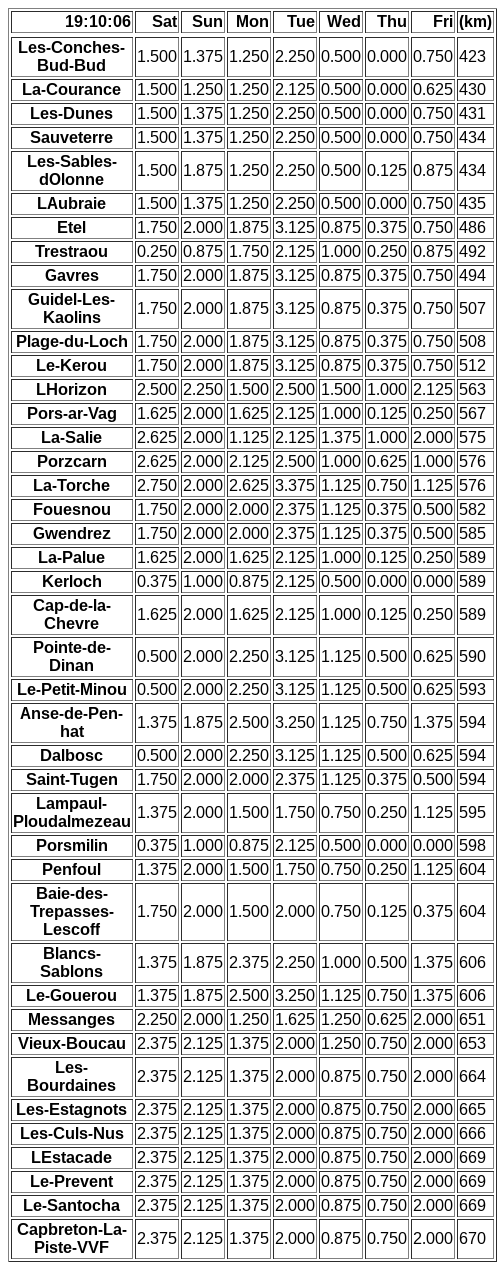 19:10:06 Sat Sun Mon Tue Wed Thu Fri (km)
Les-Conches-
Bud-Bud 1.500 1.375 1.250 2.250 0.500 0.000 0.750 423
La-Courance 1.500 1.250 1.250 2.125 0.500 0.000 0.625 430
Les-Dunes 1.500 1.375 1.250 2.250 0.500 0.000 0.750 431
Sauveterre 1.500 1.375 1.250 2.250 0.500 0.000 0.750 434
Les-Sables-
dOlonne 1.500 1.875 1.250 2.250 0.500 0.125 0.875 434
LAubraie 1.500 1.375 1.250 2.250 0.500 0.000 0.750 435
Etel 1.750 2.000 1.875 3.125 0.875 0.375 0.750 486
Trestraou 0.250 0.875 1.750 2.125 1.000 0.250 0.875 492
Gavres 1.750 2.000 1.875 3.125 0.875 0.375 0.750 494
Guidel-Les-
Kaolins 1.750 2.000 1.875 3.125 0.875 0.375 0.750 507
Plage-du-Loch 1.750 2.000 1.875 3.125 0.875 0.375 0.750 508
Le-Kerou 1.750 2.000 1.875 3.125 0.875 0.375 0.750 512
LHorizon 2.500 2.250 1.500 2.500 1.500 1.000 2.125 563
Pors-ar-Vag 1.625 2.000 1.625 2.125 1.000 0.125 0.250 567
La-Salie 2.625 2.000 1.125 2.125 1.375 1.000 2.000 575
Porzcarn 2.625 2.000 2.125 2.500 1.000 0.625 1.000 576
La-Torche 2.750 2.000 2.625 3.375 1.125 0.750 1.125 576
Fouesnou 1.750 2.000 2.000 2.375 1.125 0.375 0.500 582
Gwendrez 1.750 2.000 2.000 2.375 1.125 0.375 0.500 585
La-Palue 1.625 2.000 1.625 2.125 1.000 0.125 0.250 589
Kerloch 0.375 1.000 0.875 2.125 0.500 0.000 0.000 589
Cap-de-la-
Chevre 1.625 2.000 1.625 2.125 1.000 0.125 0.250 589
Pointe-de-
Dinan 0.500 2.000 2.250 3.125 1.125 0.500 0.625 590
Le-Petit-Minou 0.500 2.000 2.250 3.125 1.125 0.500 0.625 593
Anse-de-Pen-
hat 1.375 1.875 2.500 3.250 1.125 0.750 1.375 594
Dalbosc 0.500 2.000 2.250 3.125 1.125 0.500 0.625 594
Saint-Tugen 1.750 2.000 2.000 2.375 1.125 0.375 0.500 594
Lampaul-
Ploudalmezeau 1.375 2.000 1.500 1.750 0.750 0.250 1.125 595
Porsmilin 0.375 1.000 0.875 2.125 0.500 0.000 0.000 598
Penfoul 1.375 2.000 1.500 1.750 0.750 0.250 1.125 604
Baie-des-
Trepasses-
Lescoff 1.750 2.000 1.500 2.000 0.750 0.125 0.375 604
Blancs-
Sablons 1.375 1.875 2.375 2.250 1.000 0.500 1.375 606
Le-Gouerou 1.375 1.875 2.500 3.250 1.125 0.750 1.375 606
Messanges 2.250 2.000 1.250 1.625 1.250 0.625 2.000 651
Vieux-Boucau 2.375 2.125 1.375 2.000 1.250 0.750 2.000 653
Les-
Bourdaines 2.375 2.125 1.375 2.000 0.875 0.750 2.000 664
Les-Estagnots 2.375 2.125 1.375 2.000 0.875 0.750 2.000 665
Les-Culs-Nus 2.375 2.125 1.375 2.000 0.875 0.750 2.000 666
LEstacade 2.375 2.125 1.375 2.000 0.875 0.750 2.000 669
Le-Prevent 2.375 2.125 1.375 2.000 0.875 0.750 2.000 669
Le-Santocha 2.375 2.125 1.375 2.000 0.875 0.750 2.000 669
Capbreton-La-
Piste-VVF 2.375 2.125 1.375 2.000 0.875 0.750 2.000 670